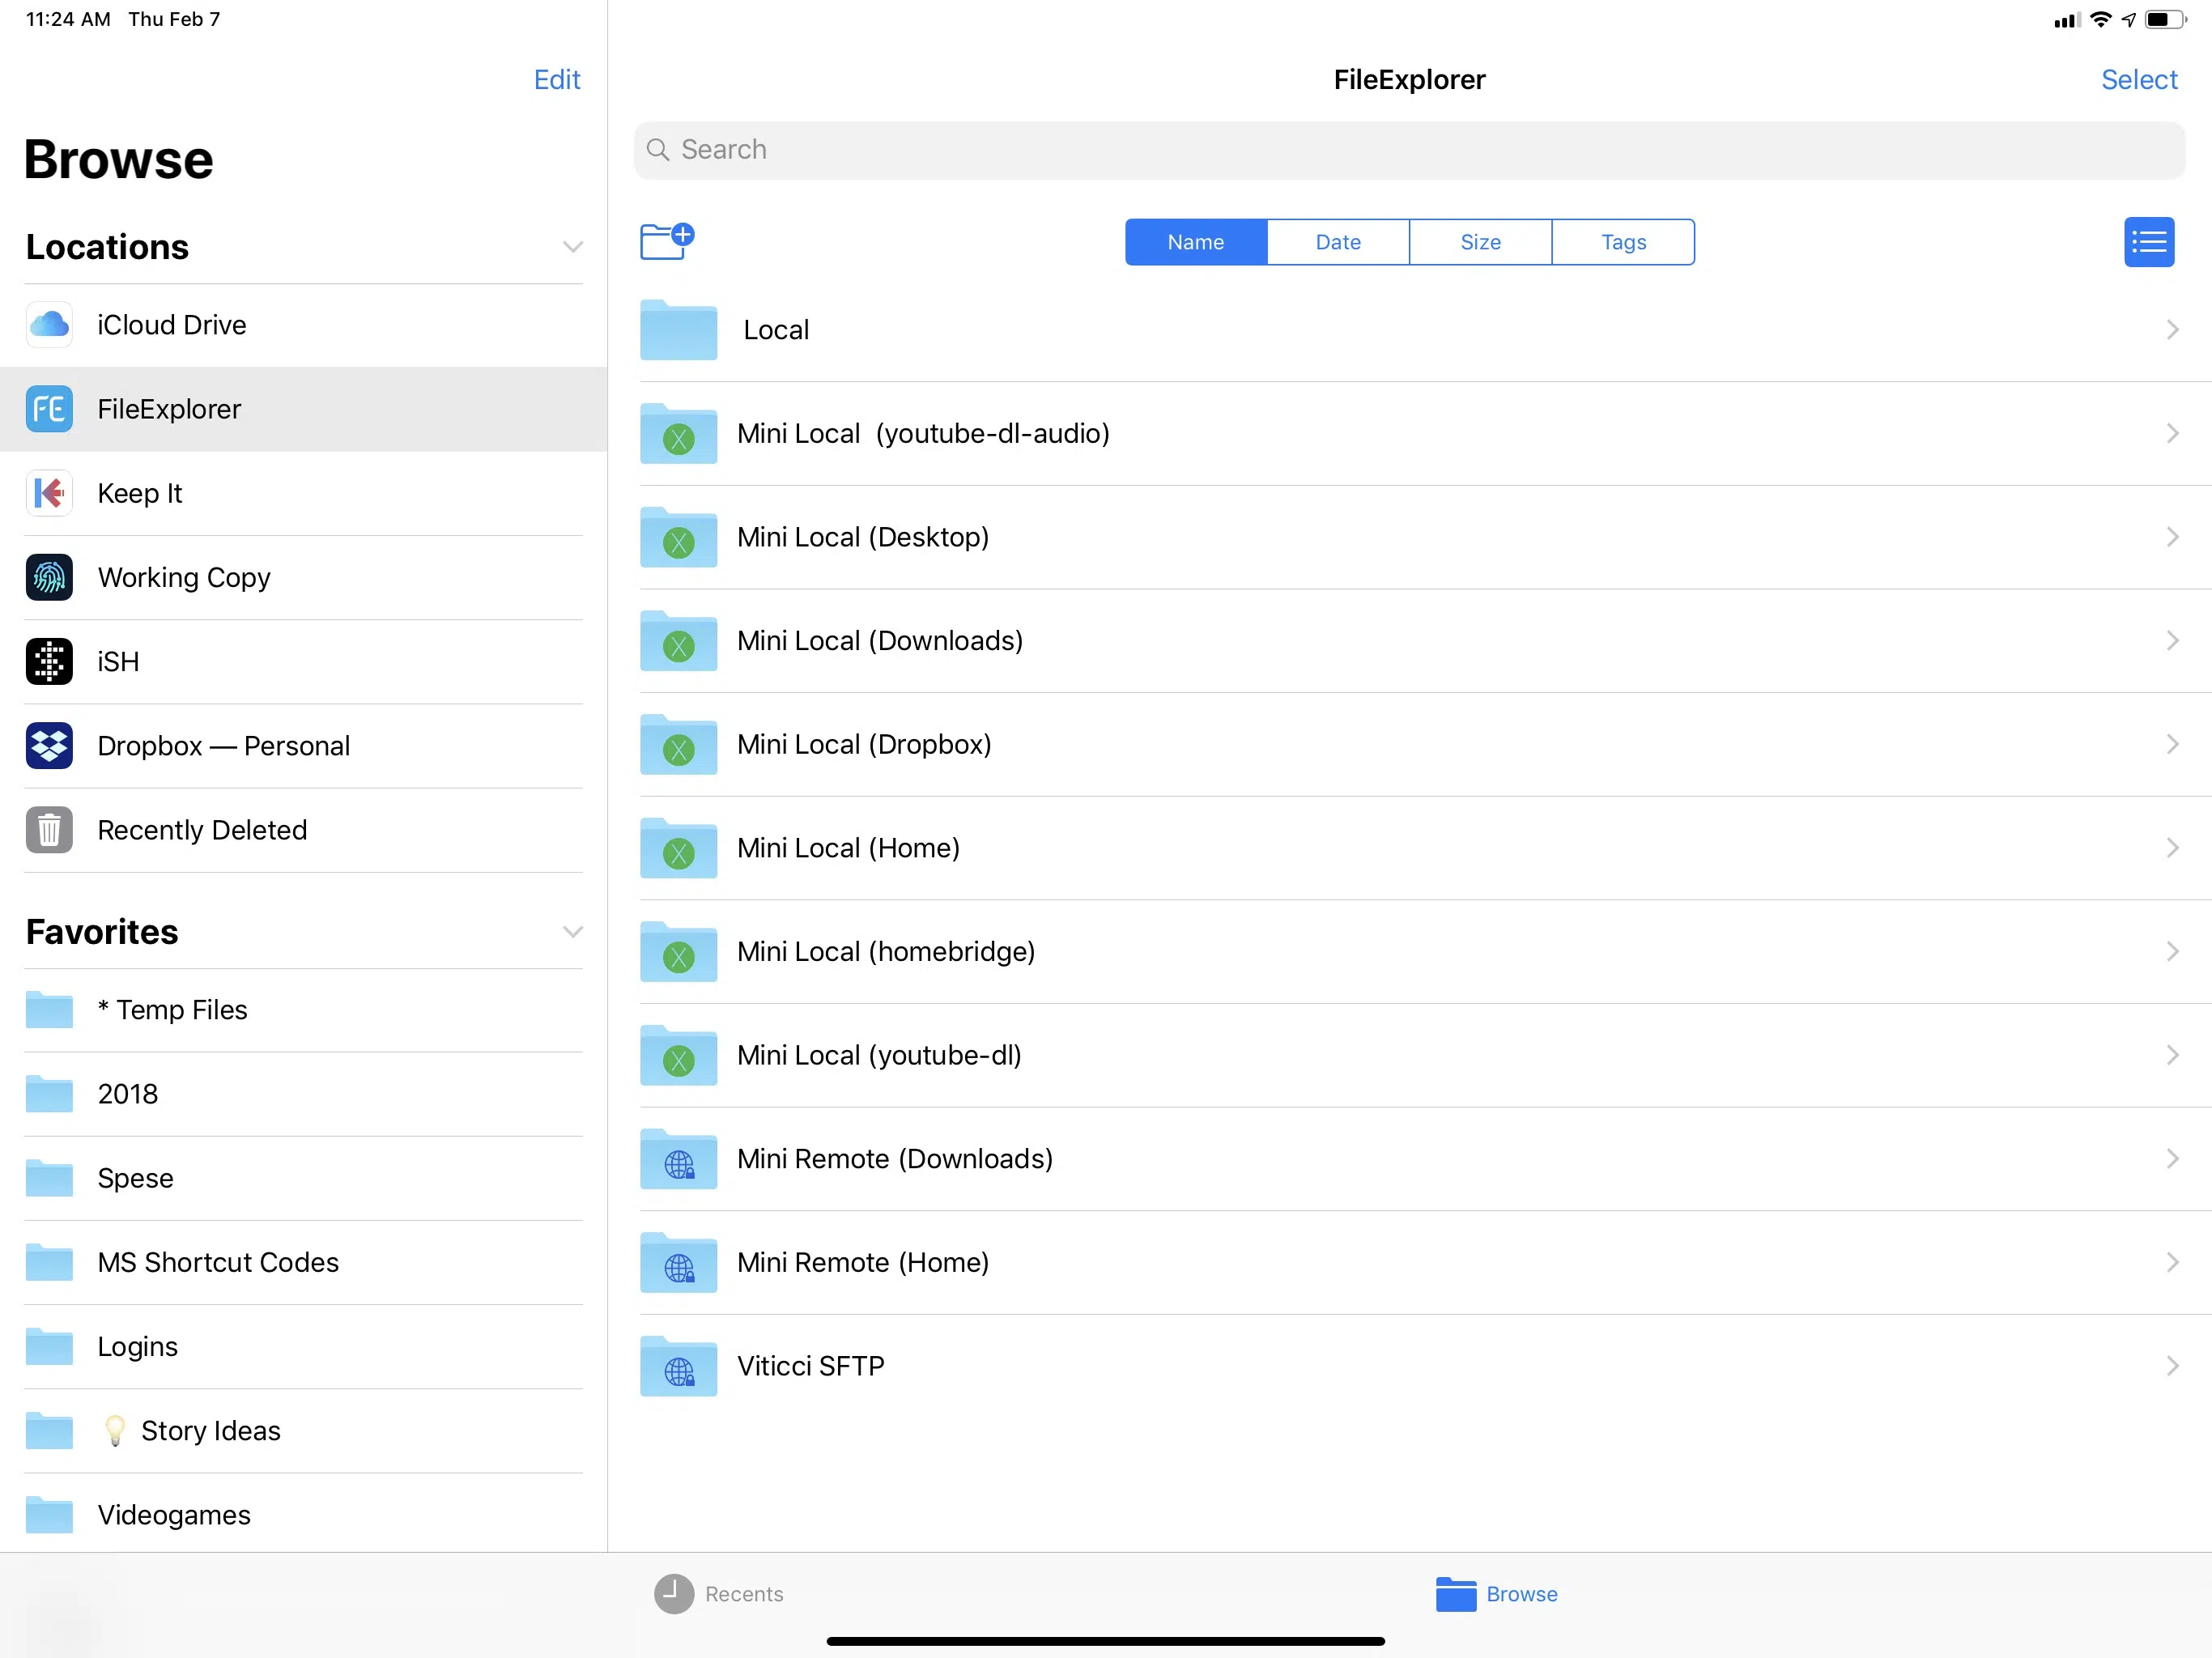 11:24 AM Thu Feb 7
Edit
Browse
Locations
iCloud Drive
FE
FileExplorer
Keep It
Working Copy
iSH
Dropbox — Personal
Recently Deleted
Favorites
* Temp Files
2018
Spese
MS Shortcut Codes
Logins
Story Ideas
Videogames
FileExplorer
Select
Search
Name Date Size Tags
Local
Mini Local (youtube-dl-audio)
Mini Local (Desktop)
Mini Local (Downloads)
Mini Local (Dropbox)
Mini Local (Home)
Mini Local (homebridge)
Mini Local (youtube-dl)
Mini Remote (Downloads)
Mini Remote (Home)
Viticci SFTP
Recents
Browse